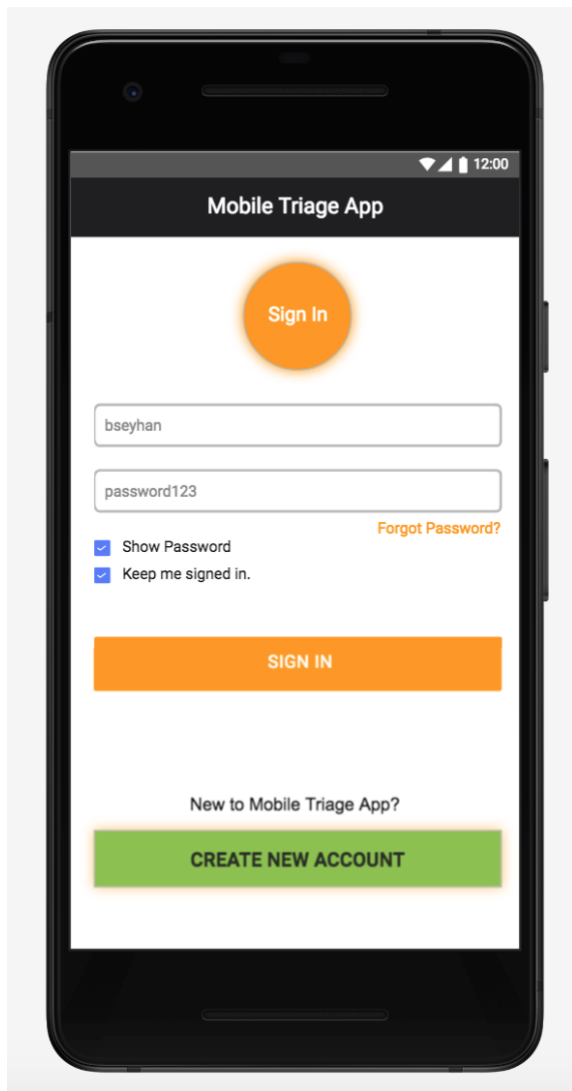 12:00
Mobile Triage App
Sign In
bseyhan
password123
Forgot Password?
Show Password
Keep me signed in.
SIGN IN
New to Mobile Triage App?
CREATE NEW ACCOUNT